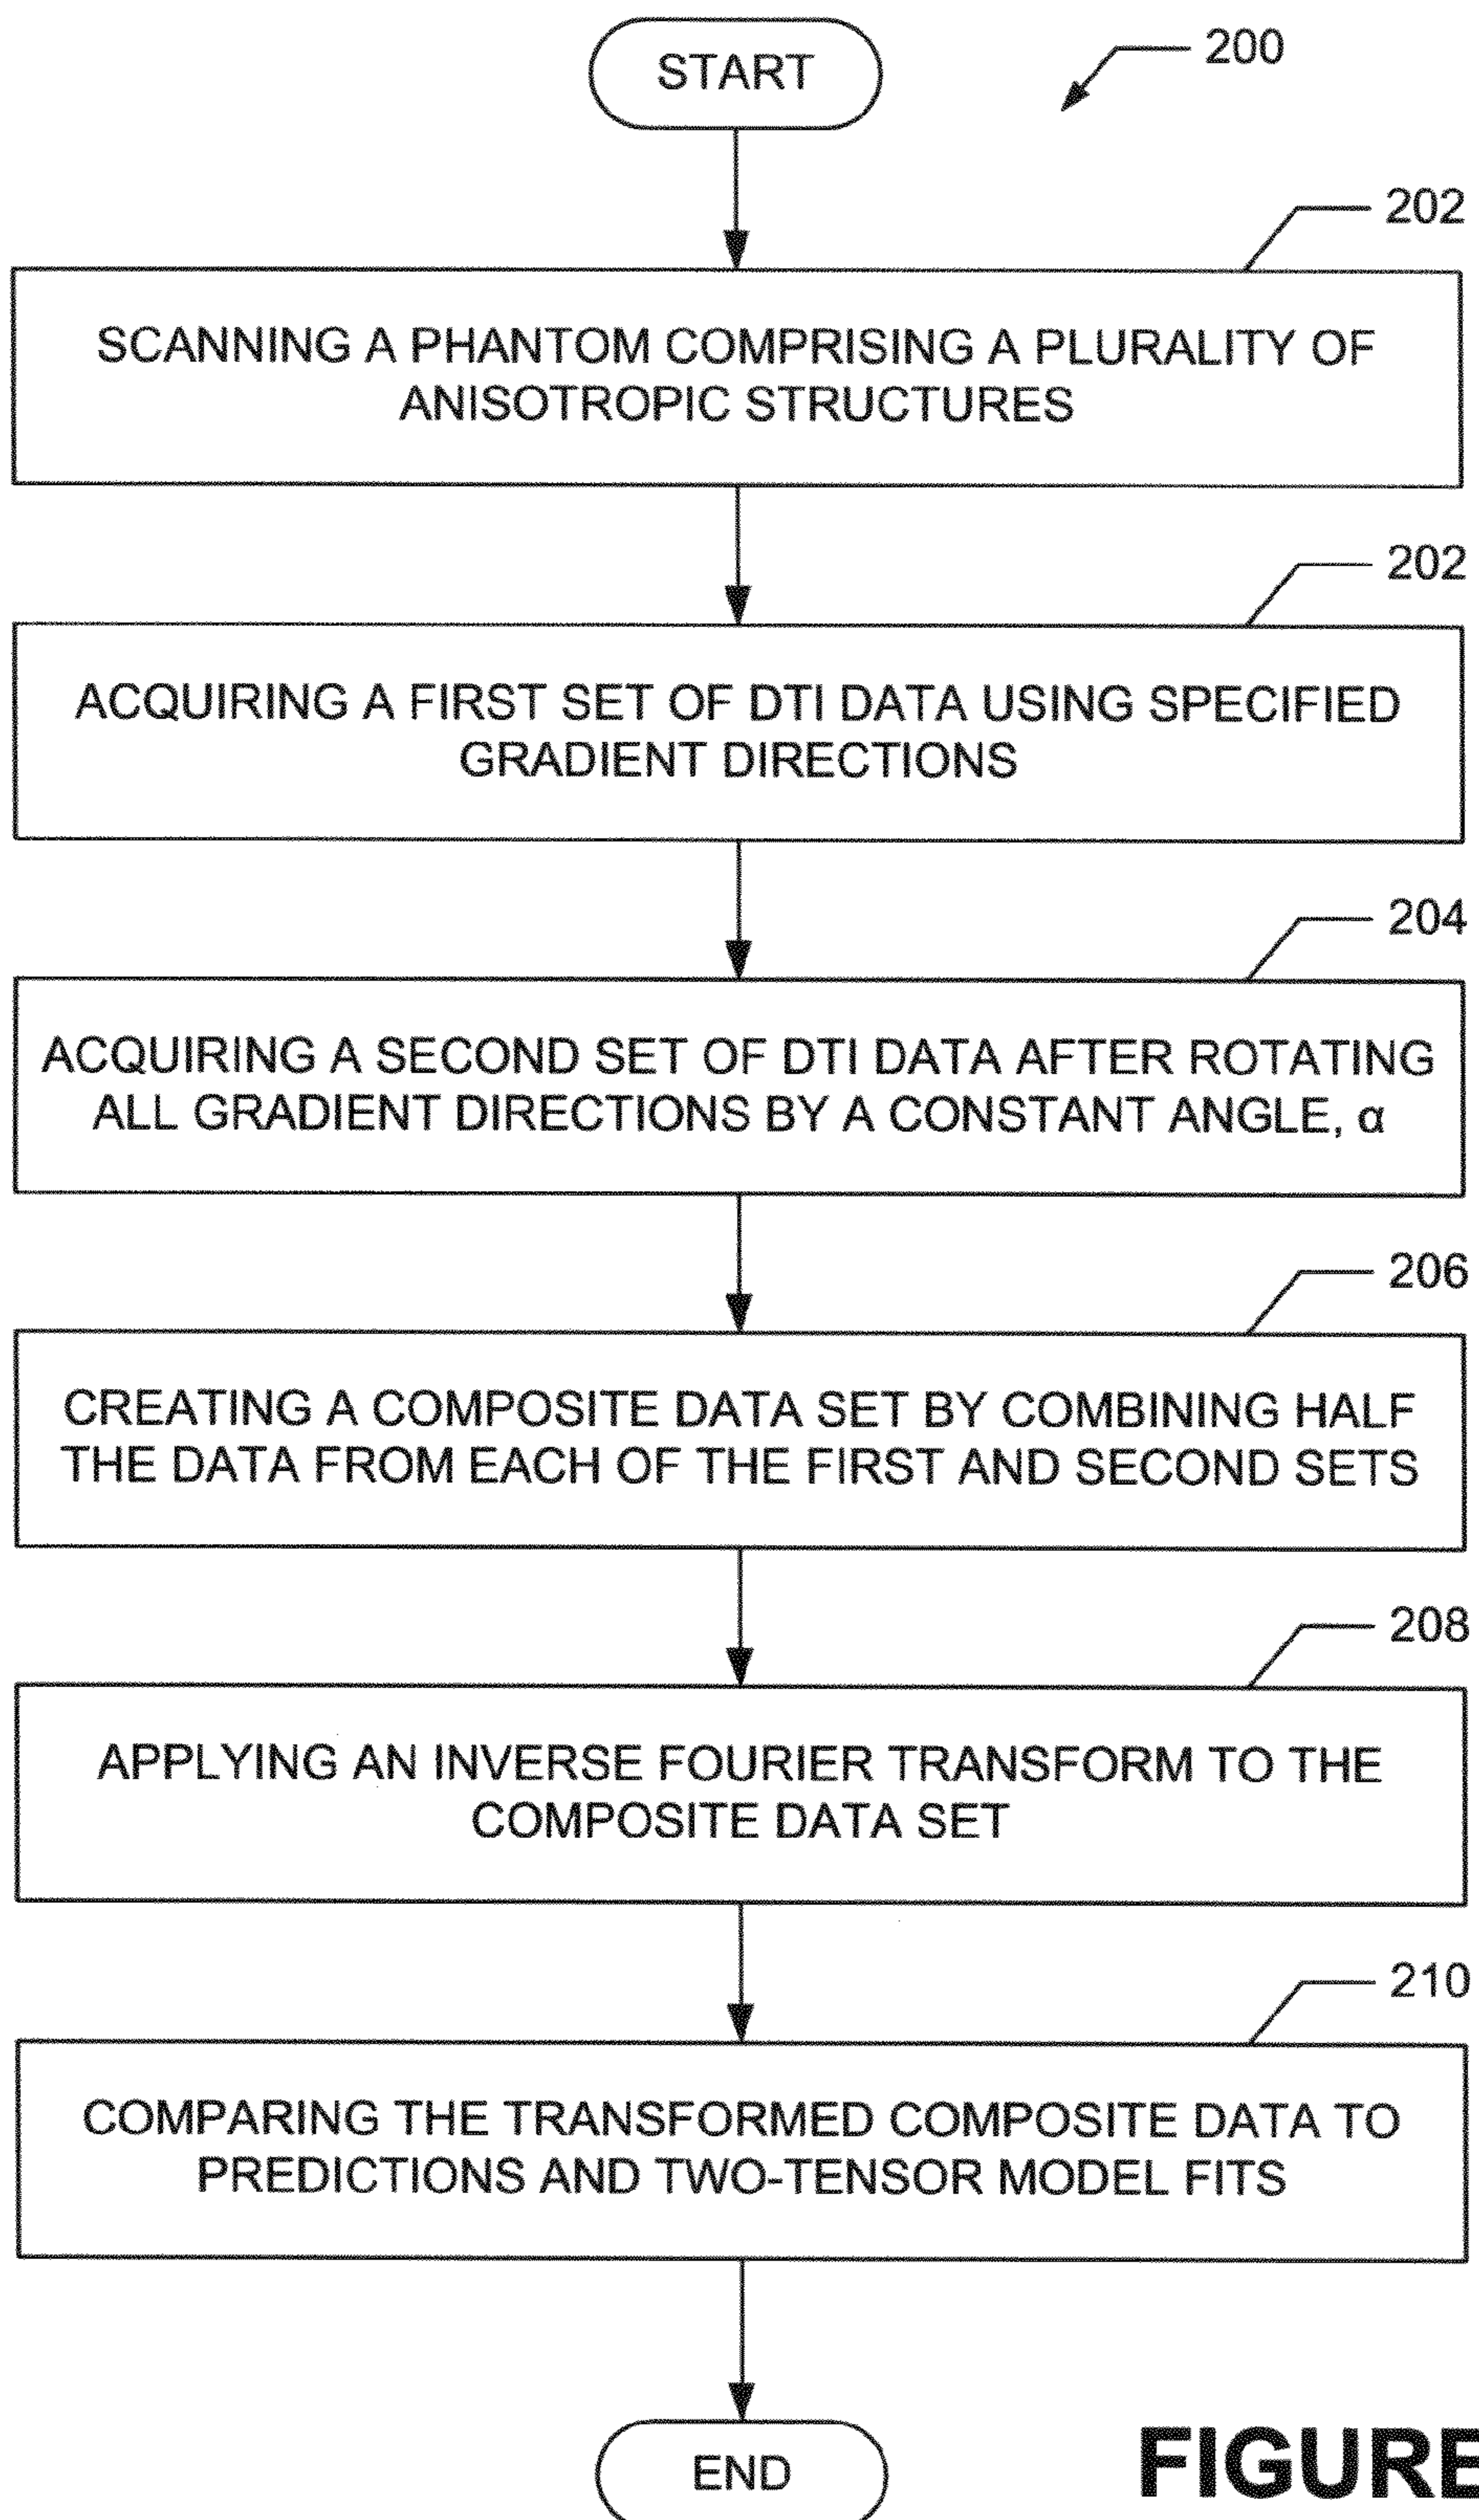 START
200
202
SCANNING A PHANTOM COMPRISING A PLURALITY OF
ANISOTROPIC STRUCTURES
202
ACQUIRING A FIRST SET OF DTI DATA USING SPECIFIED
GRADIENT DIRECTIONS
204
ACQUIRING A SECOND SET OF DTI DATA AFTER ROTATING
ALL GRADIENT DIRECTIONS BY A CONSTANT ANGLE, α
206
CREATING A COMPOSITE DATA SET BY COMBINING HALF
THE DATA FROM EACH OF THE FIRST AND SECOND SETS
208
APPLYING AN INVERSE FOURIER TRANSFORM TO THE
COMPOSITE DATA SET
210
COMPARING THE TRANSFORMED COMPOSITE DATA TO
PREDICTIONS AND TWO-TENSOR MODEL FITS
END
FIGURE